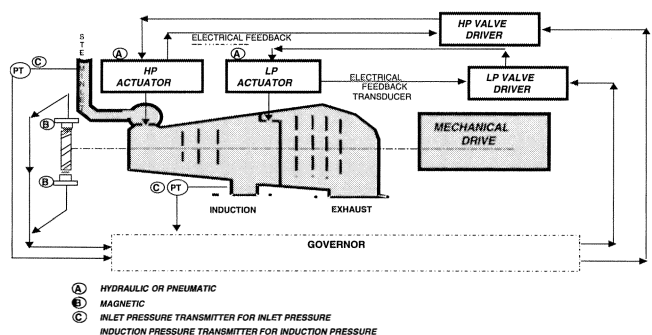 HP VALVE
DRIVER
ELECTRICAL FEEDBACK
S
T
E
M
N
C
PT
A
HP
ACTUATOR
A
LP
ACTUATOR
ELECTRICAL
FEEDBACK
TRANSDUCER
LP VALVE
DRIVER
B
MECHANICAL
DRIVE
B
C
PT
INDUCTION
EXHAUST
GOVERNOR
A HYDRAULIC OR PNEUMATIC
B MAGNETIC
C INLET PRESSURE TRANSMITTER FOR INLET PRESSURE
INDUCTION PRESSURE TRANSMITTER FOR INDUCTION PRESSURE